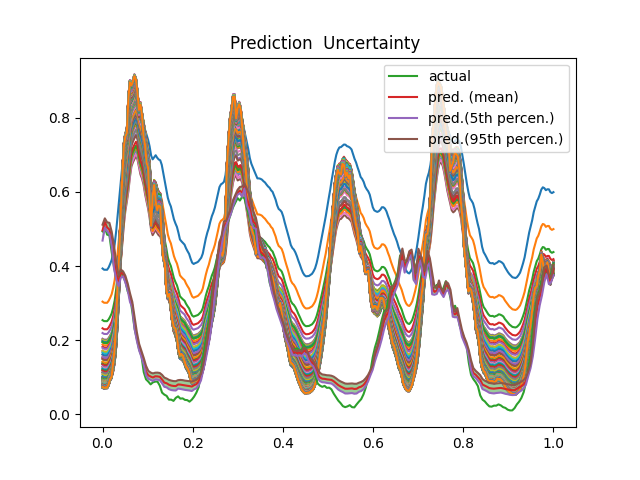 Prediction  Uncertainty
actual
pred. (mean)
pred.(5th percen.)
pred.(95th percen.)
0.8
0.6
0.4
0.2
0.0
0.0 0.2 0.4 0.6 0.8 1.0